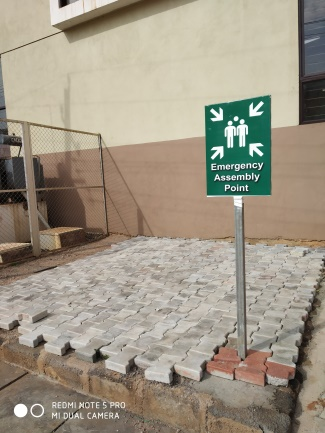 Emergency
Assembly
Point
REDMI NOTE 5 PRO
MI DUAL CAMERA